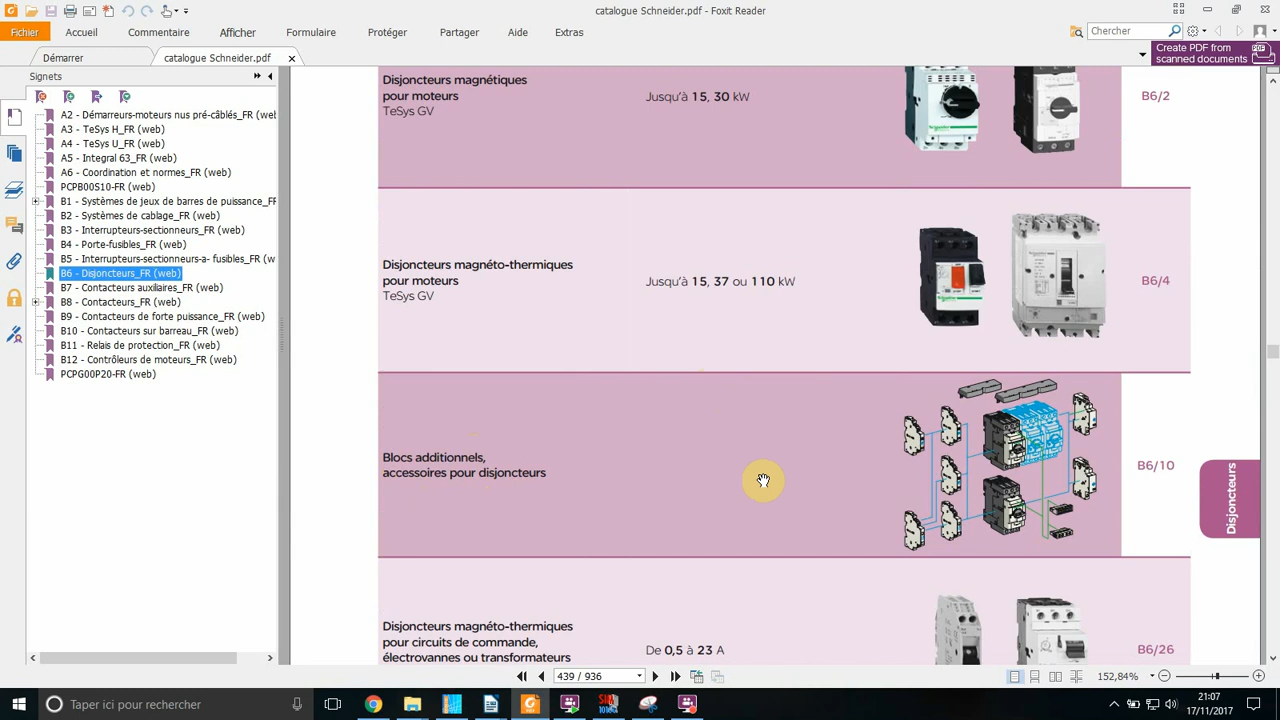 catalogue Schneider.pdf - Foxit Reader
Fichier Accueil Commentaire Afficher Formulaire Protéger Partager Aide Extras
Chercher
Create PDF from
scanned documents
Démarrer
catalogue Schneider.pdf
Signets
A2 - Démarreurs-moteurs nus pré-câblés_FR (we
A3 - TeSys H_FR (web)
A4 - TeSys U_FR (web)
A5 - Integral 63_FR (web)
A6 - Coordination et normes_FR (web)
PCPB00S10-FR (web)
B1 - Systèmes de jeux de barres de puissance_FR
B2 - Systèmes de cablage_FR (web)
B3 - Interrupteurs-sectionneurs_FR (web)
B4 - Porte-fusibles_FR (web)
B5 - Interrupteurs-sectionneurs-a- fusibles_FR (w
B6 - Disjoncteurs_FR (web)
B7 - Contacteurs auxiliaires_FR (web)
B8 - Contacteurs_FR (web)
B9 - Contacteurs de forte puissance_FR (web)
B10 - Contacteurs sur barreau_FR (web)
B11 - Relais de protection_FR (web)
B12 - Contrôleurs de moteurs_FR (web)
PCPG00P20-FR (web)
Disjoncteurs magnétiques
pour moteurs
TeSys GV
Jusqu'à 15, 30 kW
B6/2
Disjoncteurs magnéto-thermiques
pour moteurs
TeSys GV
Jusqu'à 15, 37 ou 110 kW
B6/4
Blocs additionnels,
accessoires pour disjoncteurs
B6/10
Disjoncteurs
Disjoncteurs magnéto-thermiques
pour circuits de commande,
électrovannes ou transformateurs
De 0,5 à 23 A
B6/26
439 / 936
152,84%
Taper ici pour rechercher
21:07
17/11/2017